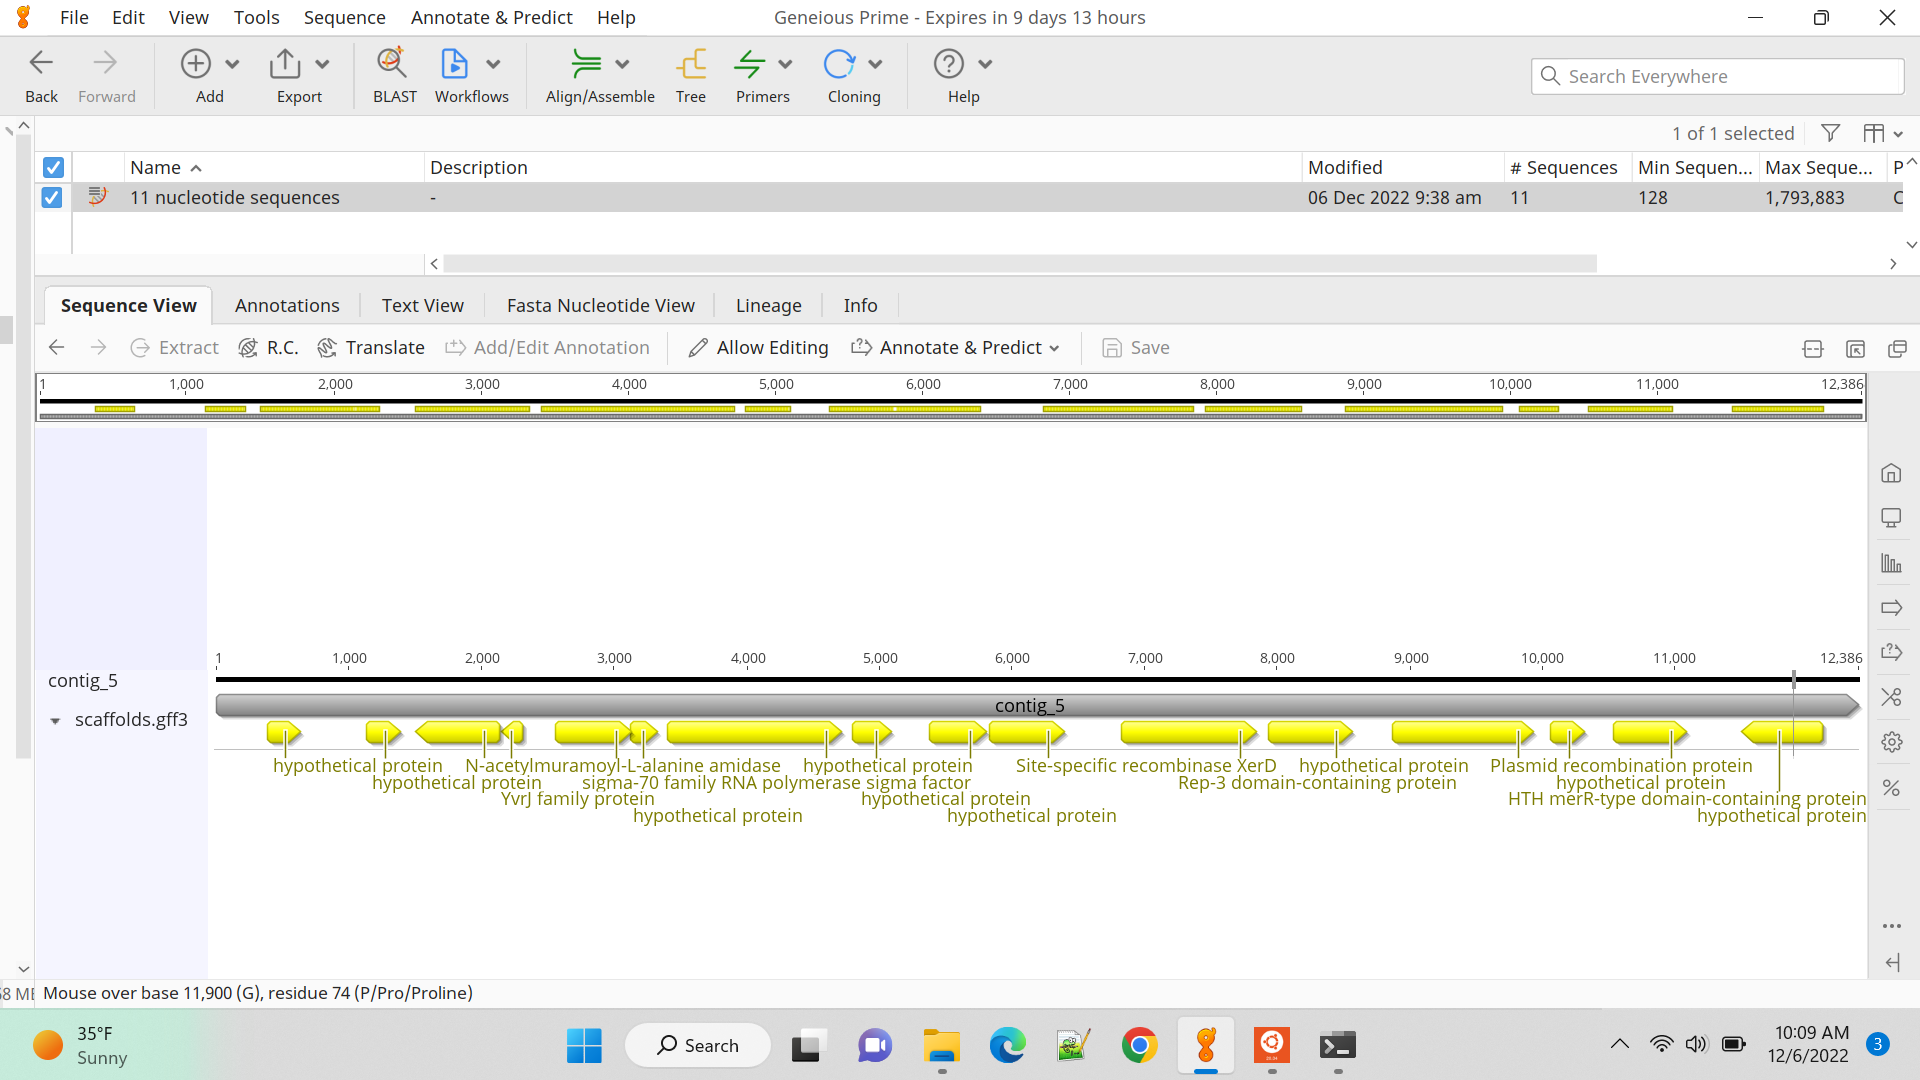 File Edit View Tools Sequence Annotate & Predict Help Geneious Prime - Expires in 9 days 13 hours
Back Forward Add Export BLAST Workflows Align/Assemble Tree Primers Cloning Help Search Everywhere
1 of 1 selected
Name Description Modified # Sequences Min Sequen... Max Seque... P
11 nucleotide sequences - 06 Dec 2022 9:38 am 11 128 1,793,883 C
Sequence View Annotations Text View Fasta Nucleotide View Lineage Info
Extract R.C. Translate Add/Edit Annotation Allow Editing Annotate & Predict Save
1 1,000 2,000 3,000 4,000 5,000 6,000 7,000 8,000 9,000 10,000 11,000 12,386
1 1,000 2,000 3,000 4,000 5,000 6,000 7,000 8,000 9,000 10,000 11,000 12,386
contig_5
contig_5
scaffolds.gff3
hypothetical protein N-acetylmuramoyl-L-alanine amidase hypothetical protein Site-specific recombinase XerD hypothetical protein Plasmid recombination protein
hypothetical protein sigma-70 family RNA polymerase sigma factor Rep-3 domain-containing protein hypothetical protein
YvrJ family protein hypothetical protein HTH merR-type domain-containing protein
hypothetical protein hypothetical protein hypothetical protein
58 ME Mouse over base 11,900 (G), residue 74 (P/Pro/Proline)
35°F
Sunny
Search
10:09 AM
12/6/2022
3